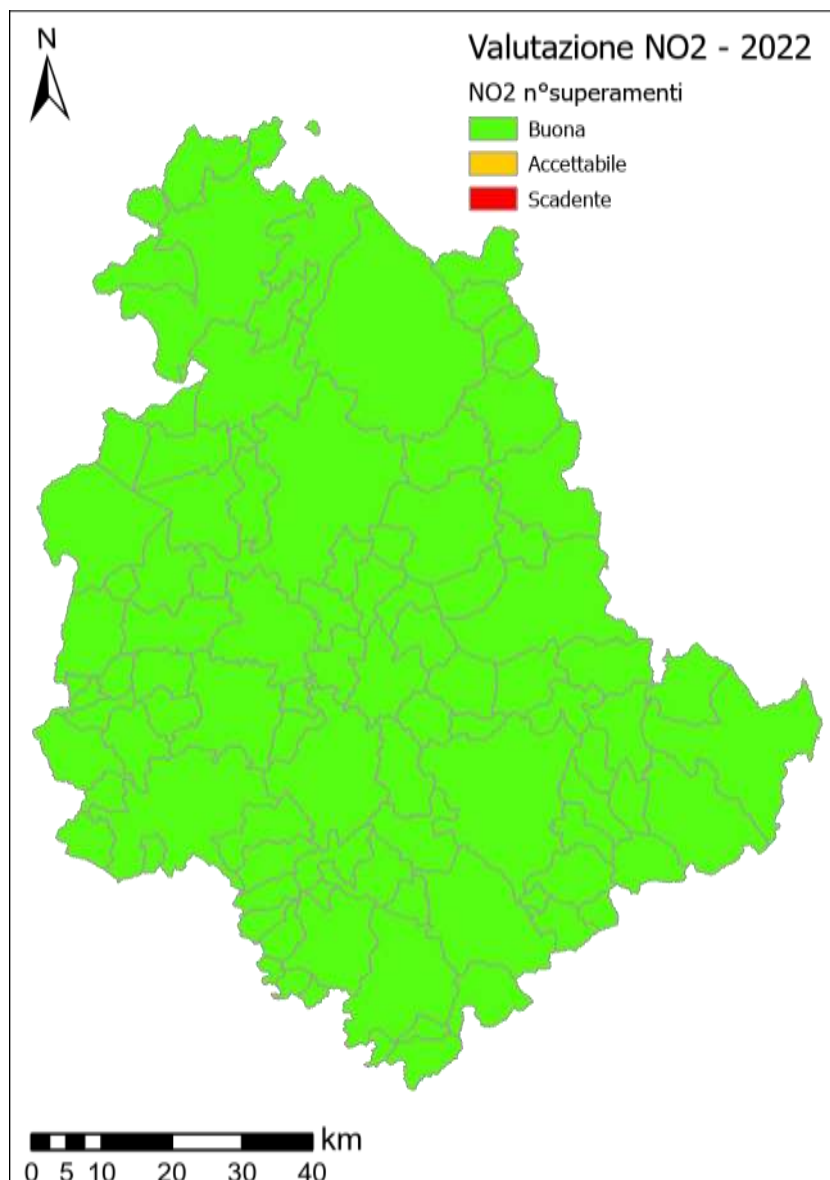 N
Valutazione NO2 - 2022
NO2 n°superamenti
Buona
Accettabile
Scadente
km
0 5 10 20 30 40